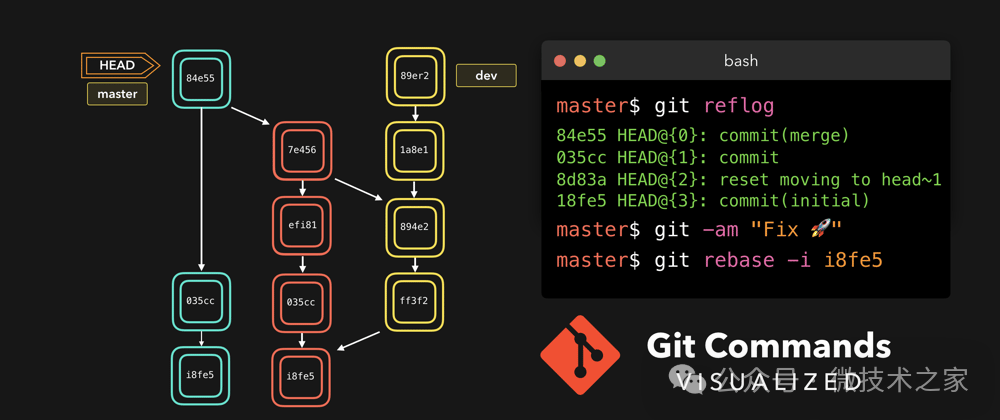 HEAD
master
84e55
89er2
dev
7e456
1a8e1
efi81
894e2
035cc
035cc
ff3f2
i8fe5
i8fe5
bash
master$ git reflog
84e55 HEAD@{0}: commit(merge)
035cc HEAD@{1}: commit
8d83a HEAD@{2}: reset moving to head~1
18fe5 HEAD@{3}: commit(initial)
master$ git -am "Fix 🚀"
master$ git rebase -i i8fe5
Git Commands
VISUALIZED
公众号 · 微技术之家